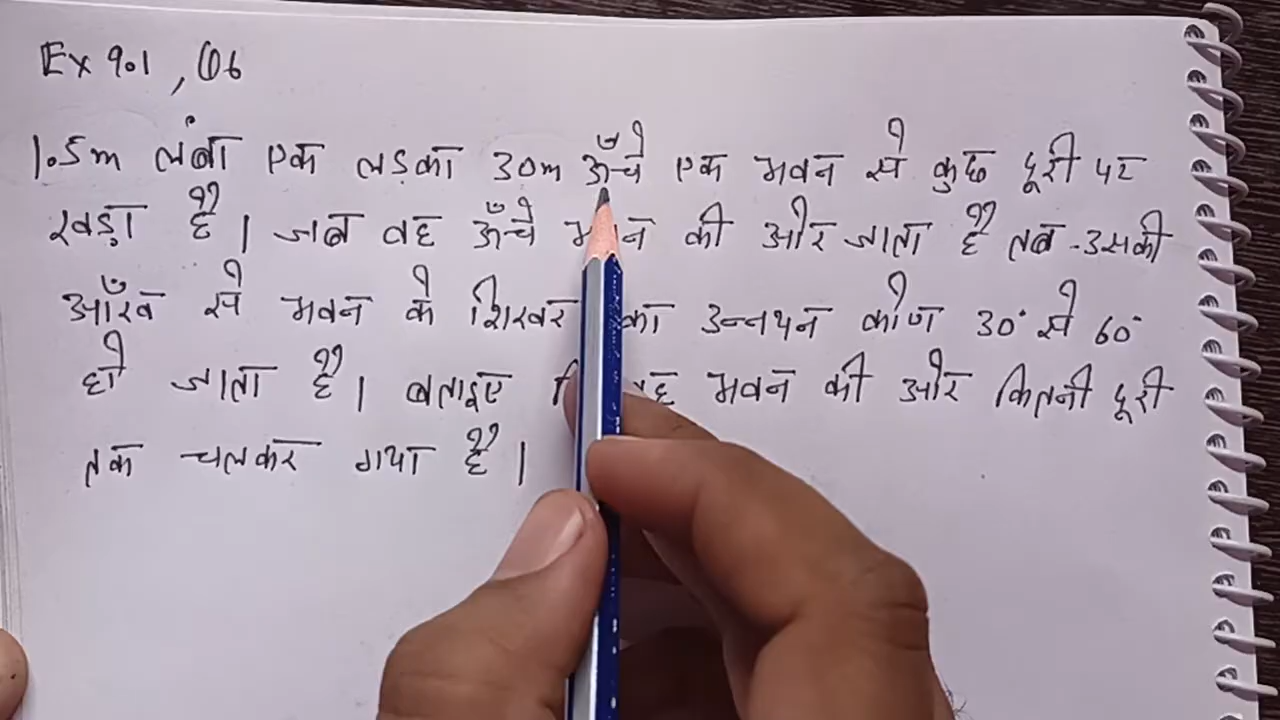 Ex 9.1 , Q6
1.5m लंबा एक लड़का 30m ऊँचे एक भवन से कुछ दूरी पर
खड़ा है। जब वह ऊँचे भवन की ओर जाता है तब उसकी
आँख से भवन के शिखर का उन्नयन कोण 30° से 60°
हो जाता है। बताइए वह भवन की ओर कितनी दूरी
तक चलकर गया है।